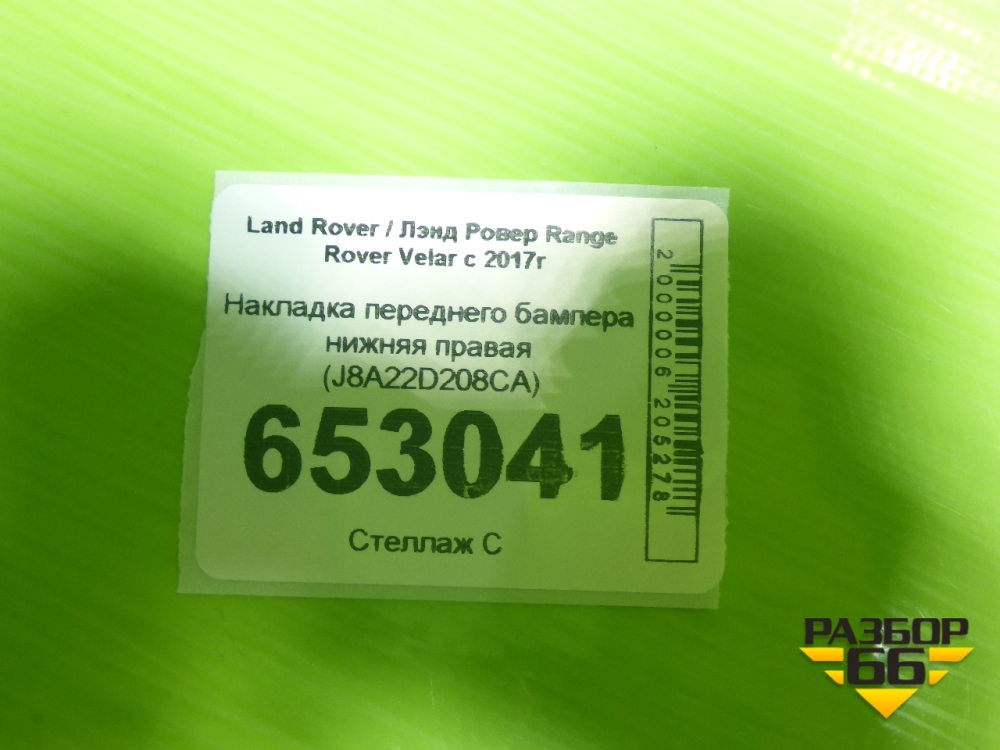 Land Rover / Лэнд Ровер Range
Rover Velar с 2017г
Накладка переднего бампера
нижняя правая
(J8A22D208CA)
653041
Стеллаж С
2000006205278
РАЗБОР
66